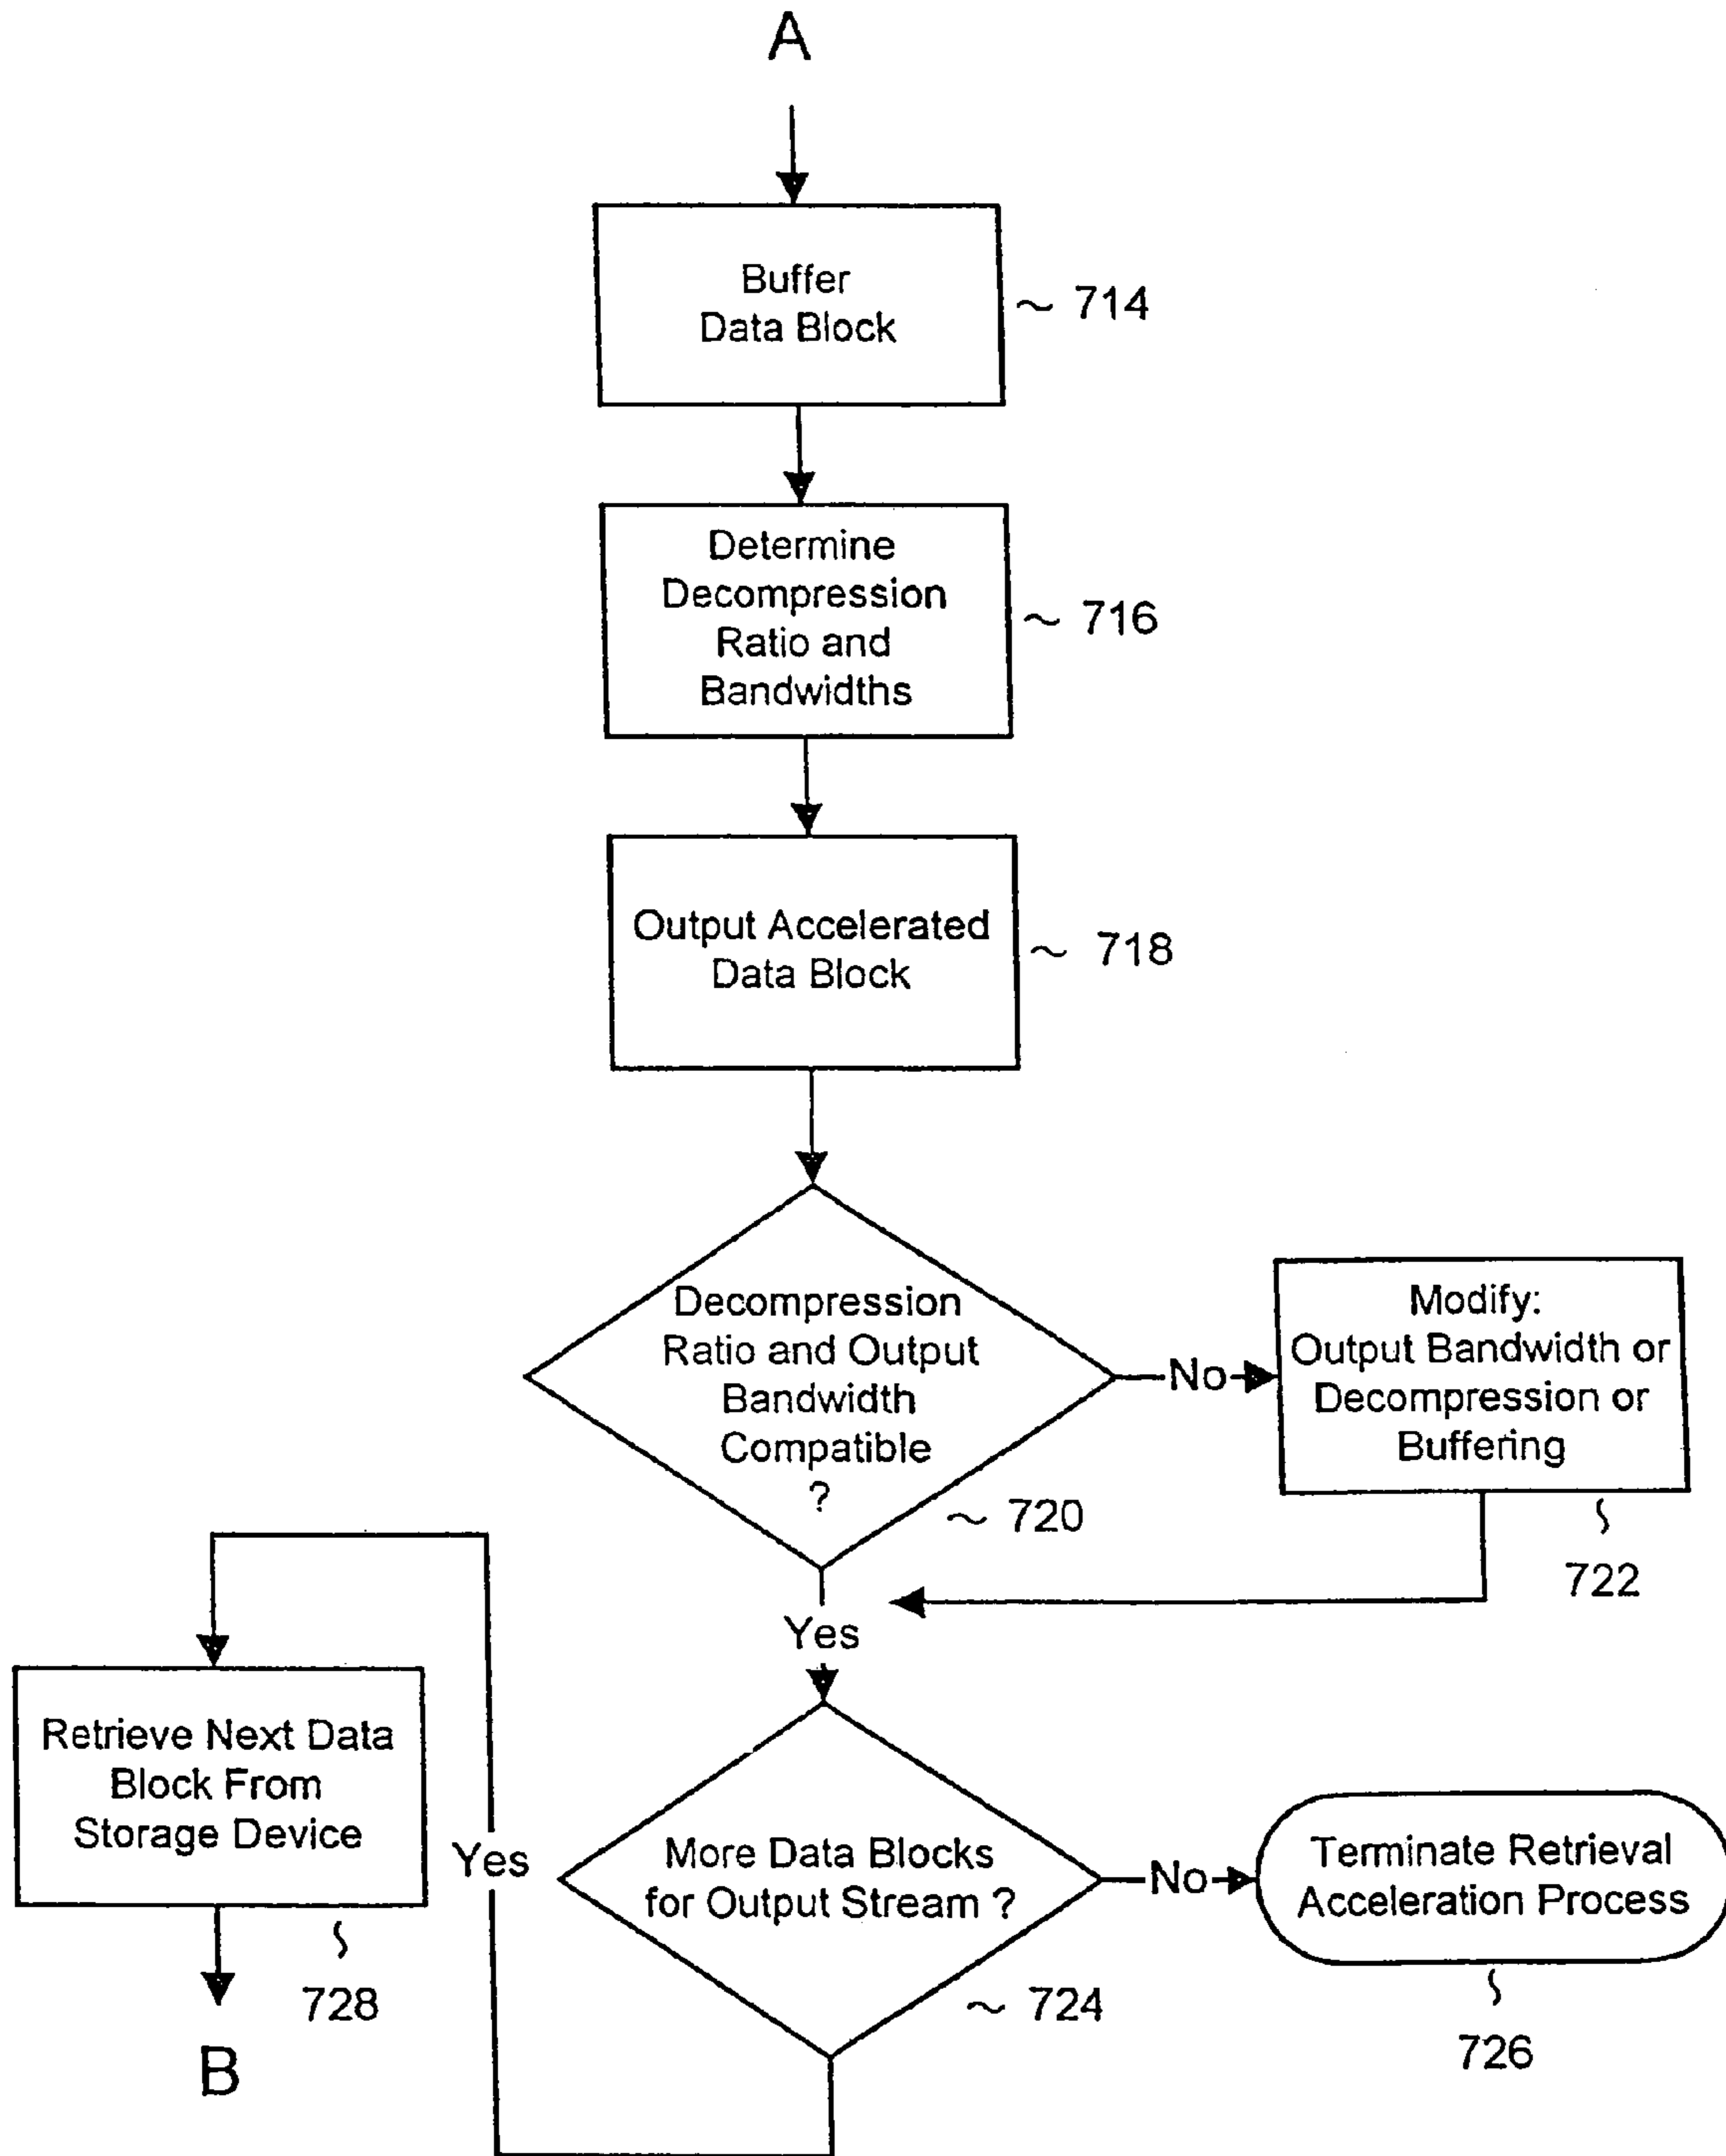 A
Buffer
Data Block
~ 714
Determine
Decompression
Ratio and
Bandwidths
~ 716
Output Accelerated
Data Block
~ 718
Decompression
Ratio and Output
Bandwidth
Compatible
?
~ 720
No
Modify:
Output Bandwidth or
Decompression or
Buffering
722
Yes
More Data Blocks
for Output Stream ?
~ 724
No
Terminate Retrieval
Acceleration Process
726
Yes
Retrieve Next Data
Block From
Storage Device
728
B